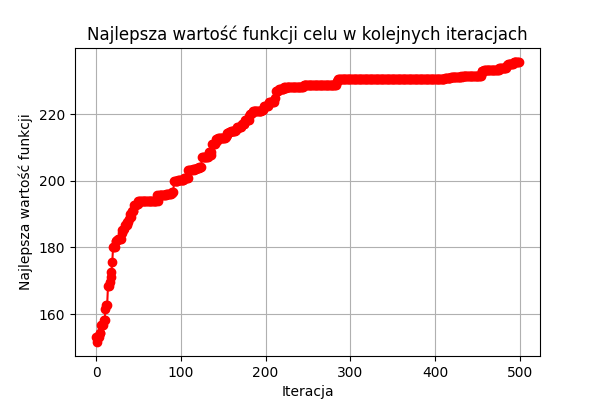 Najlepsza wartość funkcji celu w kolejnych iteracjach
Najlepsza wartość funkcji
220
200
180
160
0 100 200 300 400 500
Iteracja